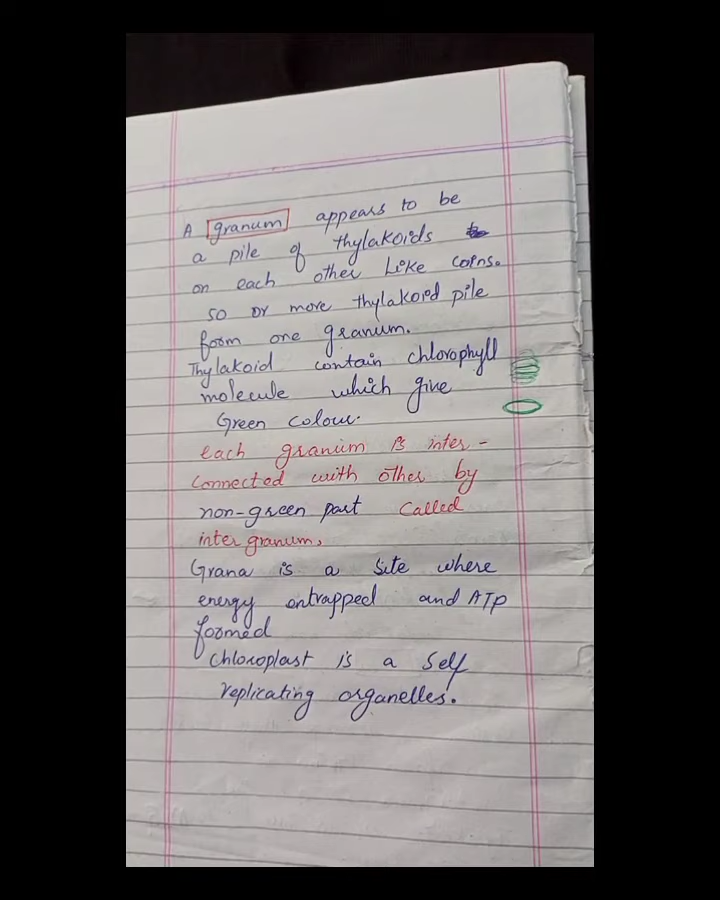 A granum appears to be
a pile of thylakoids
on each other Like coins.
50 or more thylakoid pile
form one granum.
Thylakoid contain chlorophyll
molecule which give
Green colour.
each granum is inter-
connected with other by
non-green part called
inter granum,
Grana is a site where
energy entrapped and ATP
formed
chloroplast is a self
replicating organelles.